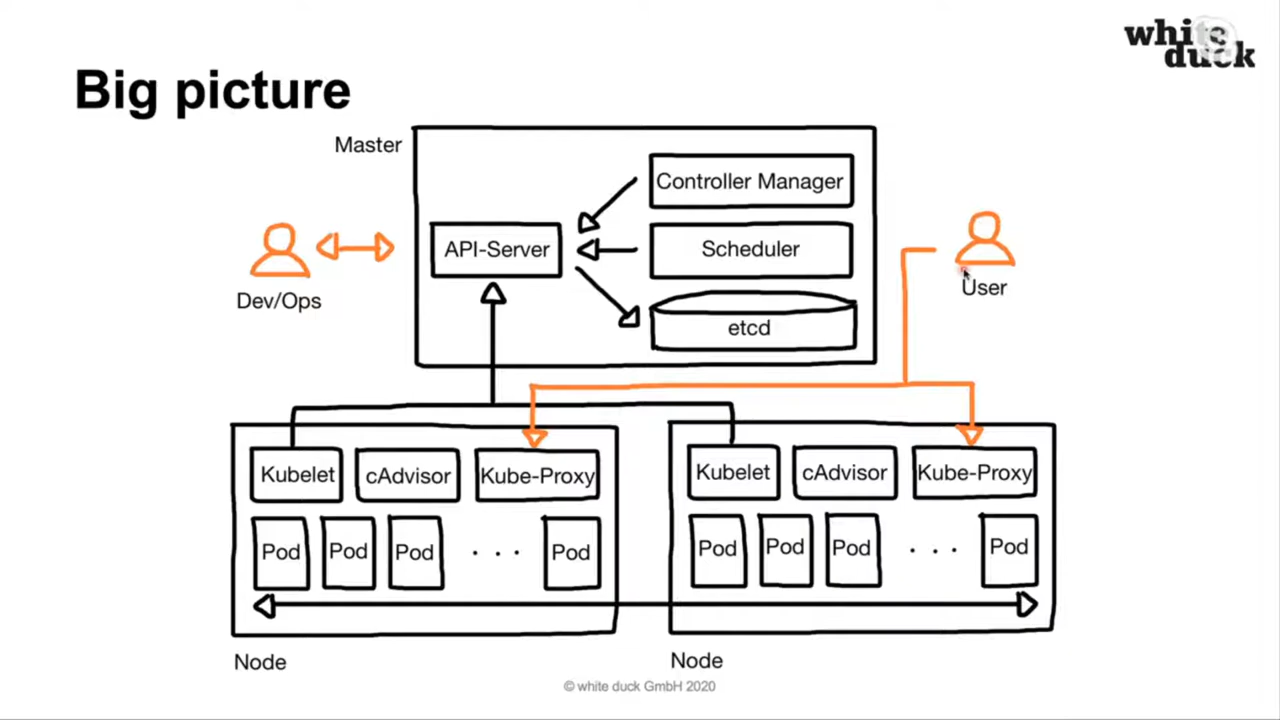 white
duck
Big picture
Master
Controller Manager
API-Server
Scheduler
etcd
Dev/Ops
User
Kubelet
cAdvisor
Kube-Proxy
Pod
Pod
Pod
. . .
Pod
Node
Kubelet
cAdvisor
Kube-Proxy
Pod
Pod
Pod
. . .
Pod
Node
© white duck GmbH 2020